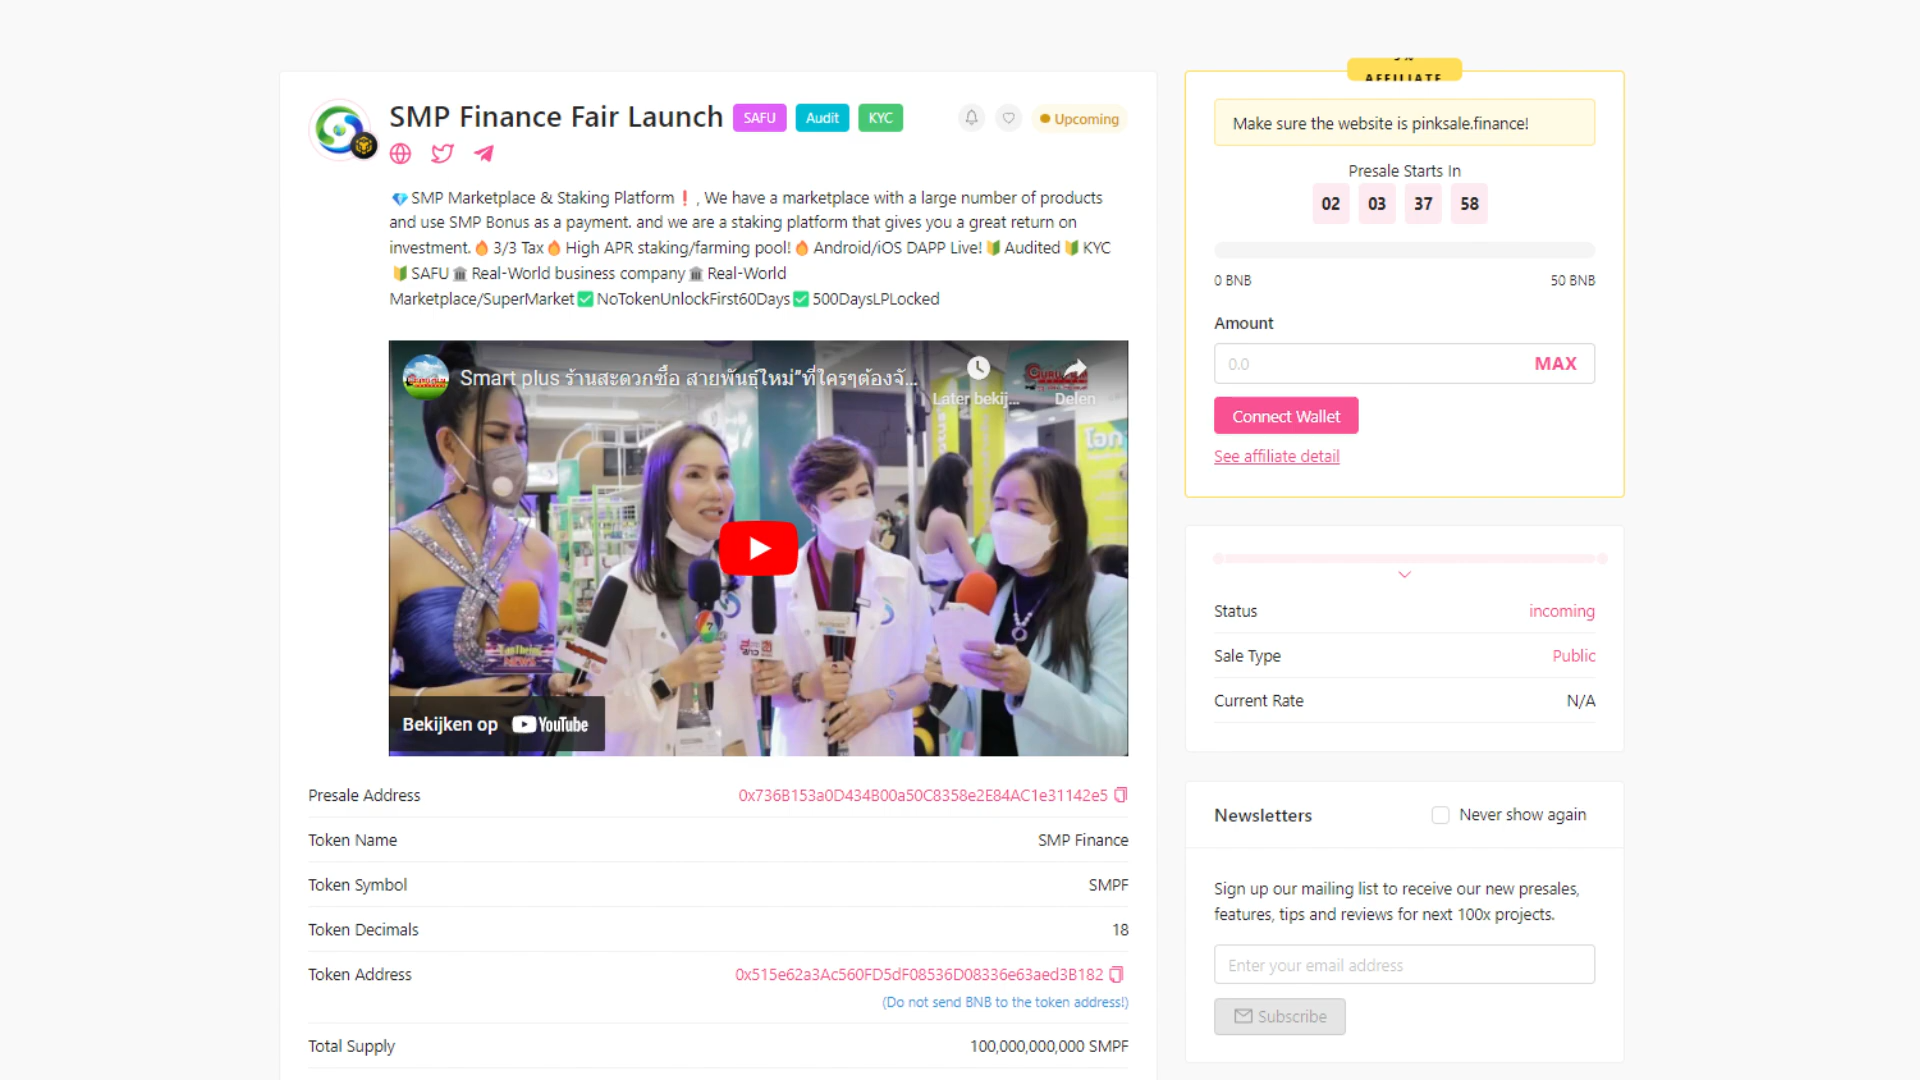 SMP Finance Fair Launch SAFU Audit KYC Upcoming
SMP Marketplace & Staking Platform❗, We have a marketplace with a large number of products
and use SMP Bonus as a payment. and we are a staking platform that gives you a great return on
investment.🔥3/3 Tax🔥High APR staking/farming pool!🔥Android/iOS DAPP Live!🔰Audited🔰KYC
🔰SAFU🏛Real-World business company🏛Real-World
Marketplace/SuperMarket✅NoTokenUnlockFirst60Days✅500DaysLPLocked
Smart plus ร้านสะดวกซื้อ สายพันธุ์ใหม่"ที่ใครๆต้องจั...
Later bekij...
Delen
NEWS
7
Bekijken op YouTube
Presale Address 0x736B153a0D434B00a50C8358e2E84AC1e31142e5
Token Name SMP Finance
Token Symbol SMPF
Token Decimals 18
Token Address 0x515e62a3Ac560FD5dF08536D08336e63aed3B182
(Do not send BNB to the token address!)
Total Supply 100,000,000,000 SMPF
AFFILIATE
Make sure the website is pinksale.finance!
Presale Starts In
02 03 37 58
0 BNB 50 BNB
Amount
0.0 MAX
Connect Wallet
See affiliate detail
Status incoming
Sale Type Public
Current Rate N/A
Newsletters Never show again
Sign up our mailing list to receive our new presales,
features, tips and reviews for next 100x projects.
Enter your email address
Subscribe